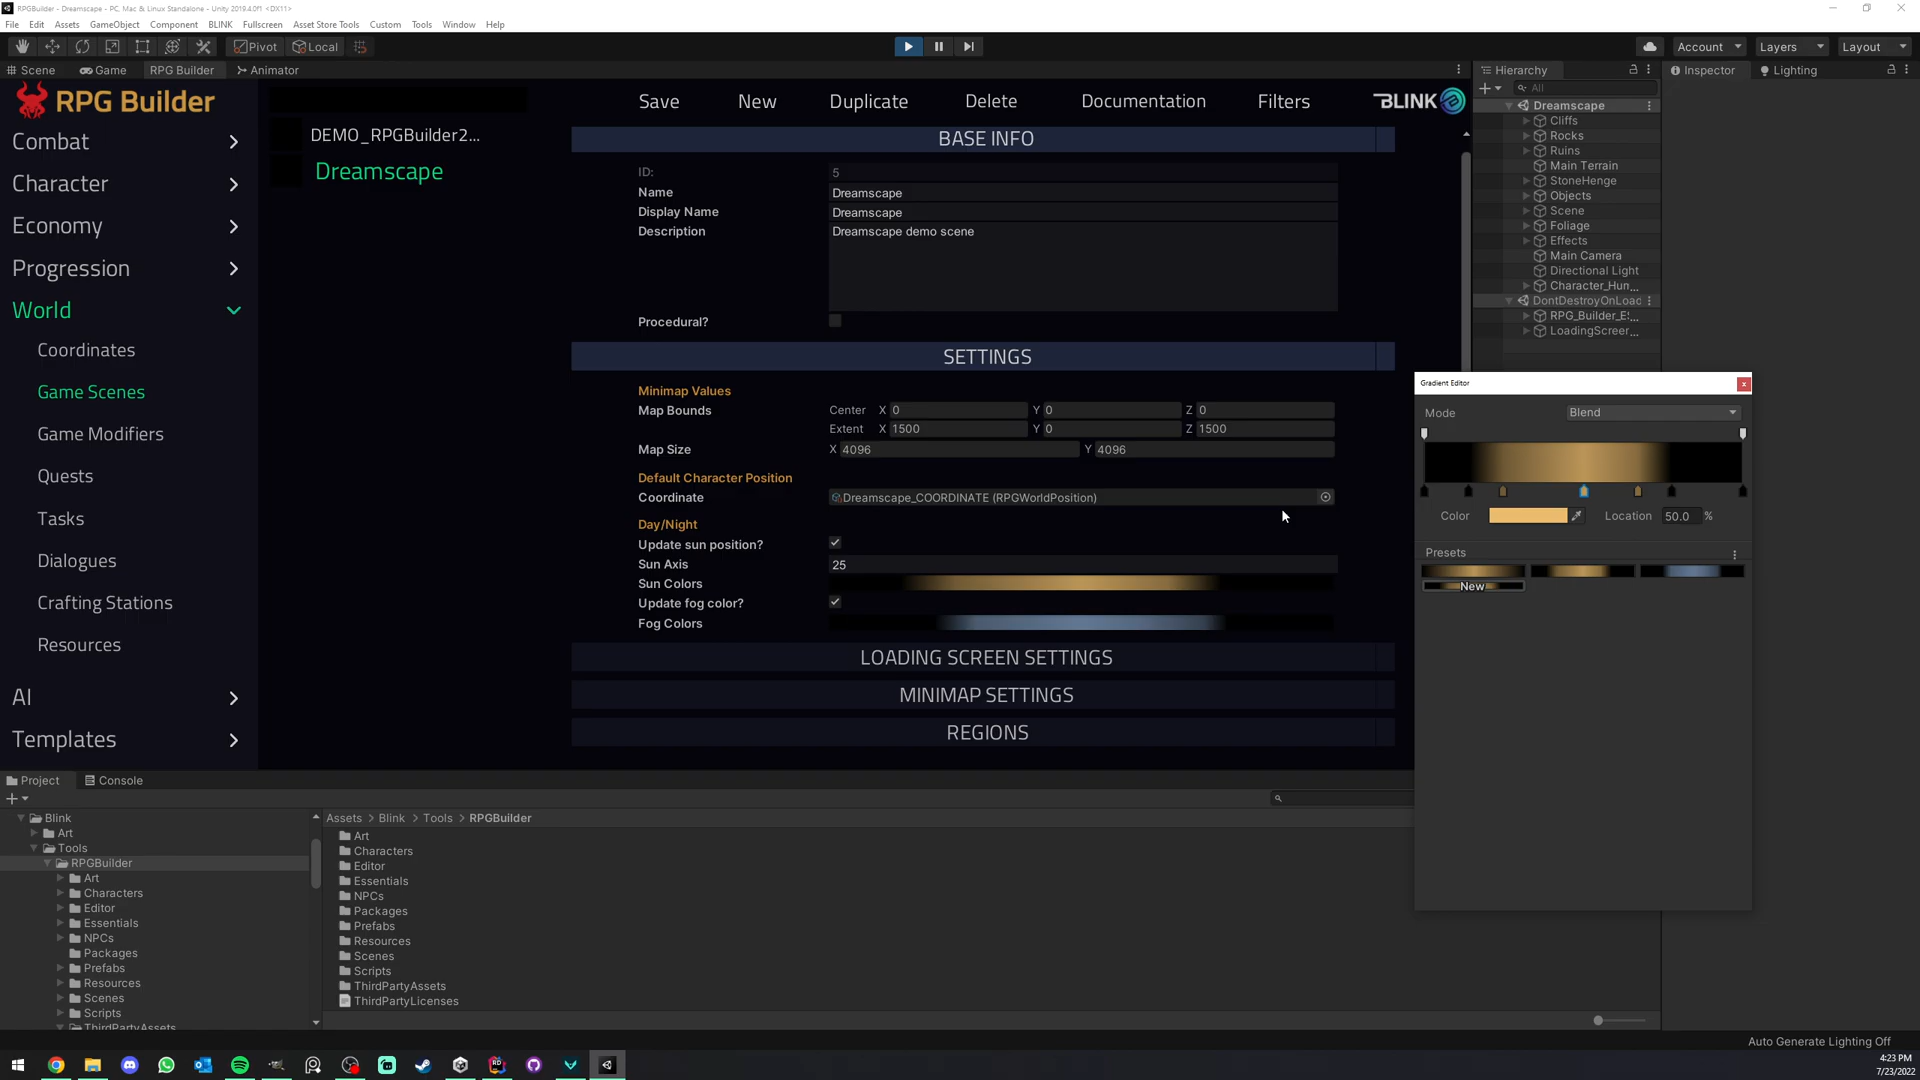 RPGBuilder - Dreamscape - PC, Mac & Linux Standalone - Unity 2019.4.0f1 <DX11>
File Edit Assets GameObject Component BLINK Fullscreen Asset Store Tools Custom Tools Window Help
Pivot Local Account Layers Layout
Scene Game RPG Builder Animator
Hierarchy Inspector Lighting
RPG Builder
Save New Duplicate Delete Documentation Filters BLINK
All
Combat
Character
Economy
Progression
World
Coordinates
Game Scenes
Game Modifiers
Quests
Tasks
Dialogues
Crafting Stations
Resources
AI
Templates
DEMO_RPGBuilder2...
Dreamscape
BASE INFO
ID: 5
Name Dreamscape
Display Name Dreamscape
Description Dreamscape demo scene
Procedural?
SETTINGS
Minimap Values
Map Bounds Center X 0 Y 0 Z 0
Extent X 1500 Y 0 Z 1500
Map Size X 4096 Y 4096
Default Character Position
Coordinate Dreamscape_COORDINATE (RPGWorldPosition)
Day/Night
Update sun position?
Sun Axis 25
Sun Colors
Update fog color?
Fog Colors
LOADING SCREEN SETTINGS
MINIMAP SETTINGS
REGIONS
Dreamscape
Cliffs
Rocks
Ruins
Main Terrain
StoneHenge
Objects
Scene
Foliage
Effects
Main Camera
Directional Light
Character_Hun...
DontDestroyOnLoad
RPG_Builder_E...
LoadingScreer...
Gradient Editor
x
Mode Blend
Color Location 50.0 %
Presets
New
Project Console
Blink
Art
Tools
RPGBuilder
Art
Characters
Editor
Essentials
NPCs
Packages
Prefabs
Resources
Scenes
Scripts
ThirdPartyAssets
Assets > Blink > Tools > RPGBuilder
Art
Characters
Editor
Essentials
NPCs
Packages
Prefabs
Resources
Scenes
Scripts
ThirdPartyAssets
ThirdPartyLicenses
Auto Generate Lighting Off
4:23 PM
7/23/2022